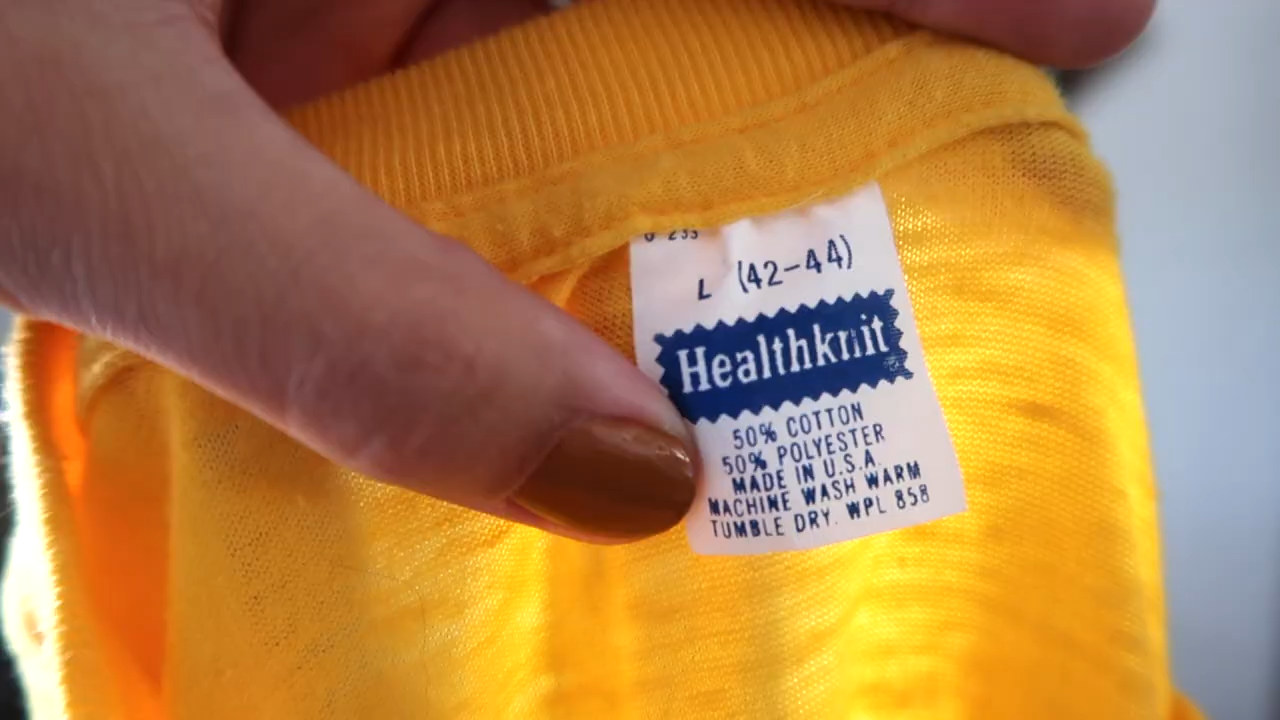 L (42-44)
Healthknit
50% COTTON
50% POLYESTER
MADE IN U.S.A.
MACHINE WASH WARM
TUMBLE DRY. WPL 858